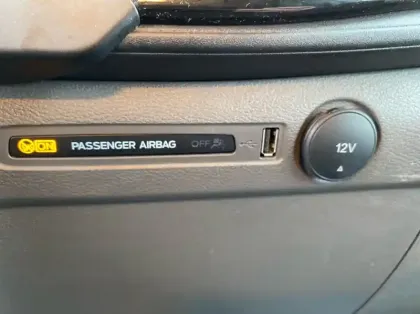 ON PASSENGER AIRBAG OFF
12V